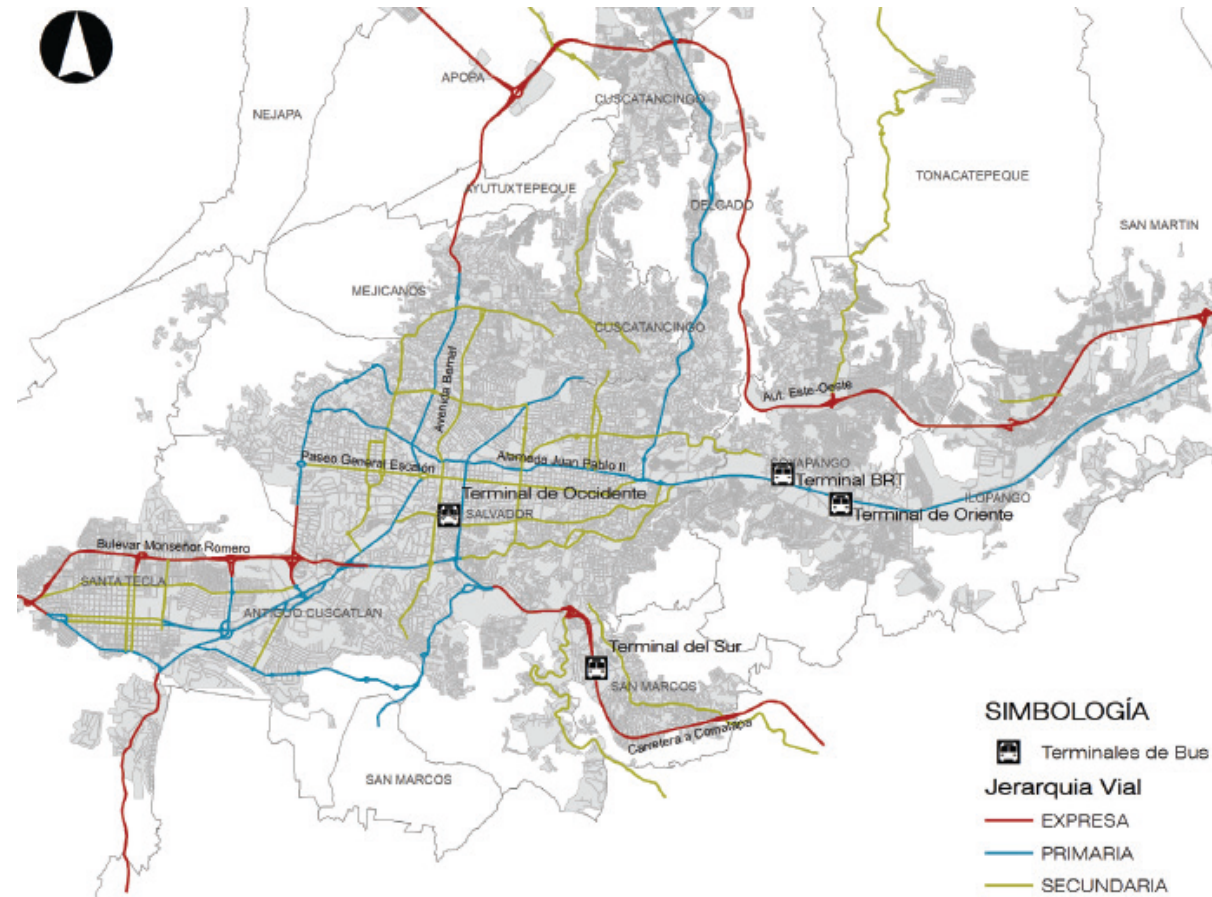 APOPA
CUSCATANCINGO
NEJAPA
TONACATEPEQUE
AYUTUXTEPEQUE
DELGADO
SAN MARTIN
MEJICANOS
CUSCATANCINGO
Avenida Bernal
Aut. Este-Oeste
Paseo General Escalón
Alameda Juan Pablo II
SOYAPANGO
Terminal BRT
Terminal de Occidente
ILOPANGO
SALVADOR
Terminal de Oriente
Bulevar Monseñor Romero
SANTA TECLA
ANTIGUO CUSCATLAN
Terminal del Sur
SAN MARCOS
Carretera a Comalapa
SAN MARCOS
SIMBOLOGÍA
Terminales de Bus
Jerarquia Vial
EXPRESA
PRIMARIA
SECUNDARIA